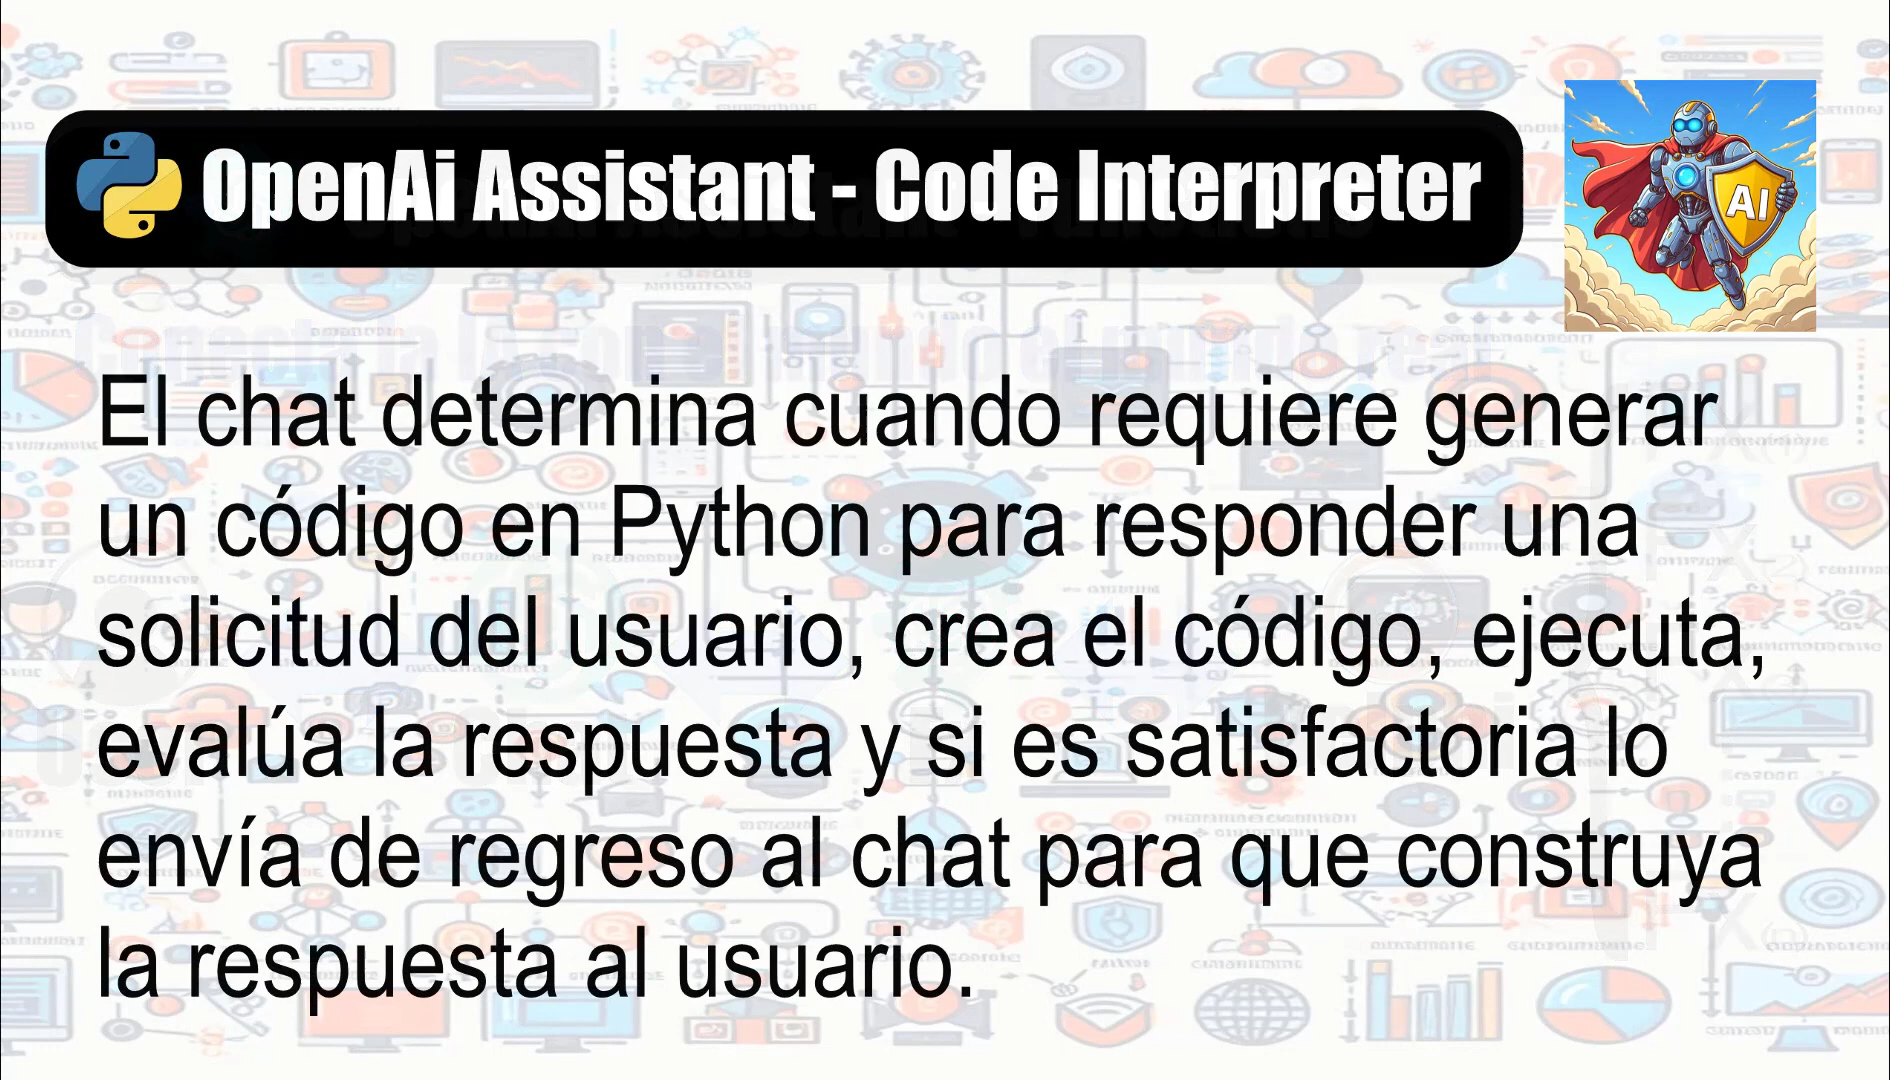 OpenAi Assistant - Code Interpreter
AI
El chat determina cuando requiere generar
un código en Python para responder una
solicitud del usuario, crea el código, ejecuta,
evalúa la respuesta y si es satisfactoria lo
envía de regreso al chat para que construya
la respuesta al usuario.